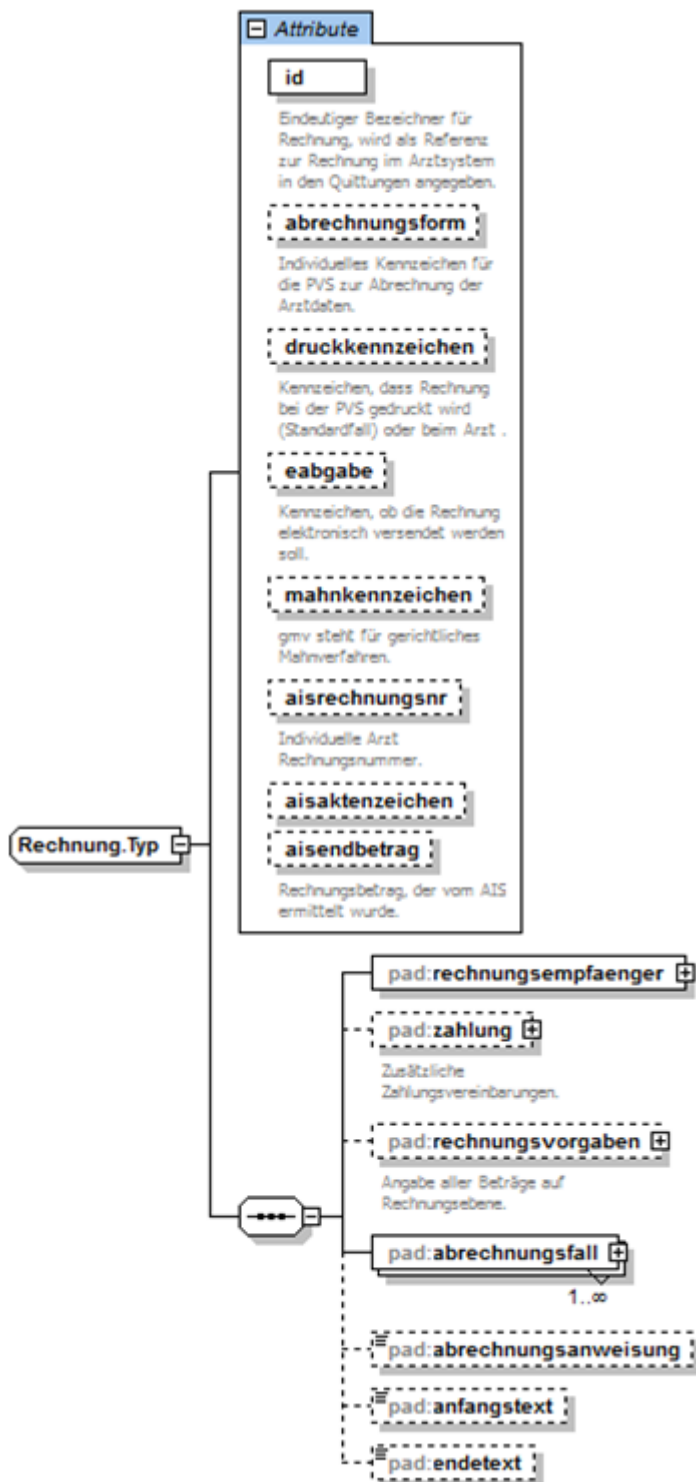 Attribute
id
Eindeutiger Bezeichner für
Rechnung, wird als Referenz
zur Rechnung im Arztsystem
in den Quittungen angegeben.
abrechnungsform
Individuelles Kennzeichen für
die PVS zur Abrechnung der
Arztdaten.
druckkennzeichen
Kennzeichen, dass Rechnung
bei der PVS gedruckt wird
(Standardfall) oder beim Arzt .
eabgabe
Kennzeichen, ob die Rechnung
elektronisch versendet werden
soll.
mahnkennzeichen
gmv steht für gerichtliches
Mahnverfahren.
aisrechnungsnr
Individuelle Arzt
Rechnungsnummer.
aisaktenzeichen
aisendbetrag
Rechnungsbetrag, der vom AIS
ermittelt wurde.
Rechnung.Typ
pad:rechnungsempfaenger
pad:zahlung
Zusätzliche
Zahlungsvereinbarungen.
pad:rechnungsvorgaben
Angabe aller Beträge auf
Rechnungsebene.
pad:abrechnungsfall
1..∞
pad:abrechnungsanweisung
pad:anfangstext
pad:endetext